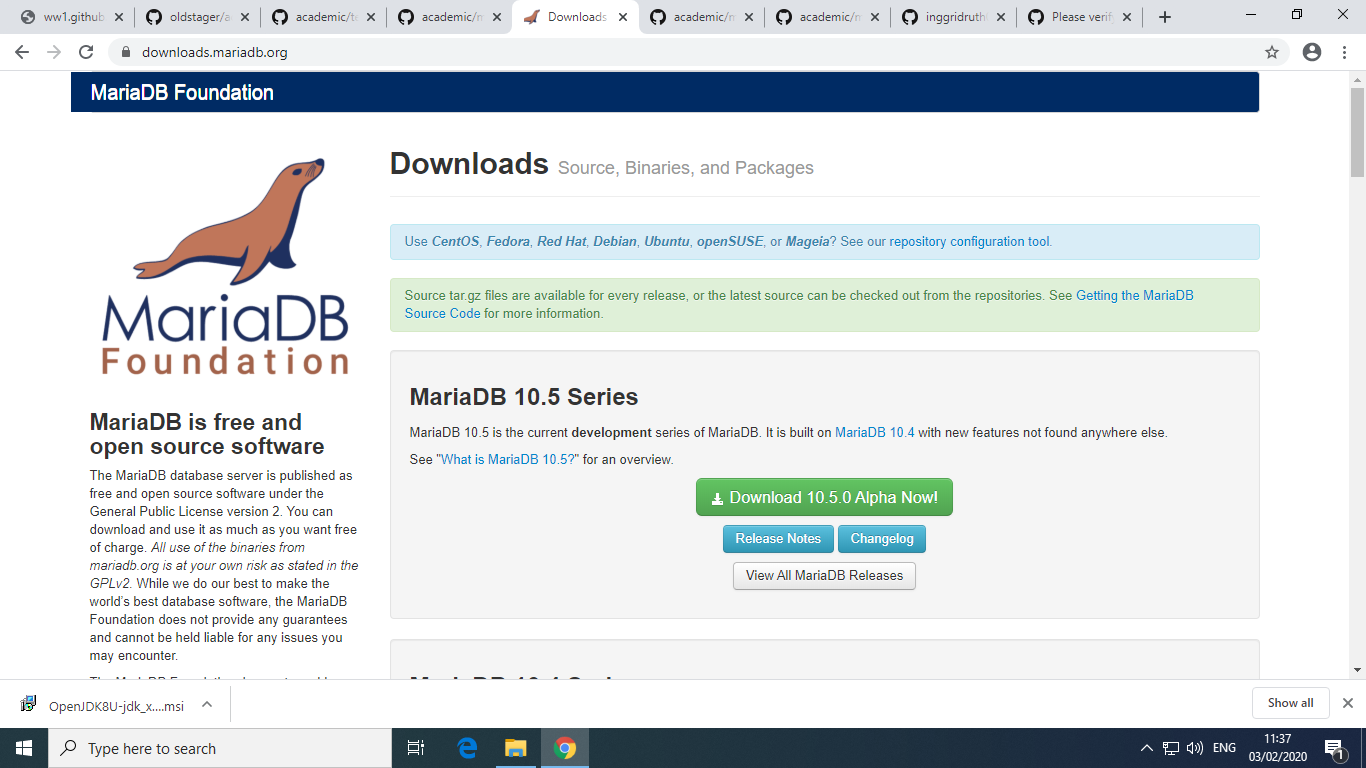 ww1.github
oldstager/a
academic/te
academic/m
Downloads
academic/m
academic/m
inggridruth
Please verif
downloads.mariadb.org
MariaDB Foundation
MariaDB
Foundation
MariaDB is free and
open source software
The MariaDB database server is published as
free and open source software under the
General Public License version 2. You can
download and use it as much as you want free
of charge. All use of the binaries from
mariadb.org is at your own risk as stated in the
GPLv2. While we do our best to make the
world's best database software, the MariaDB
Foundation does not provide any guarantees
and cannot be held liable for any issues you
may encounter.
Downloads Source, Binaries, and Packages
Use CentOS, Fedora, Red Hat, Debian, Ubuntu, openSUSE, or Mageia? See our repository configuration tool.
Source tar.gz files are available for every release, or the latest source can be checked out from the repositories. See Getting the MariaDB
Source Code for more information.
MariaDB 10.5 Series
MariaDB 10.5 is the current development series of MariaDB. It is built on MariaDB 10.4 with new features not found anywhere else.
See "What is MariaDB 10.5?" for an overview.
Download 10.5.0 Alpha Now!
Release Notes Changelog
View All MariaDB Releases
OpenJDK8U-jdk_x....msi
Show all
Type here to search
ENG
11:37
03/02/2020
1